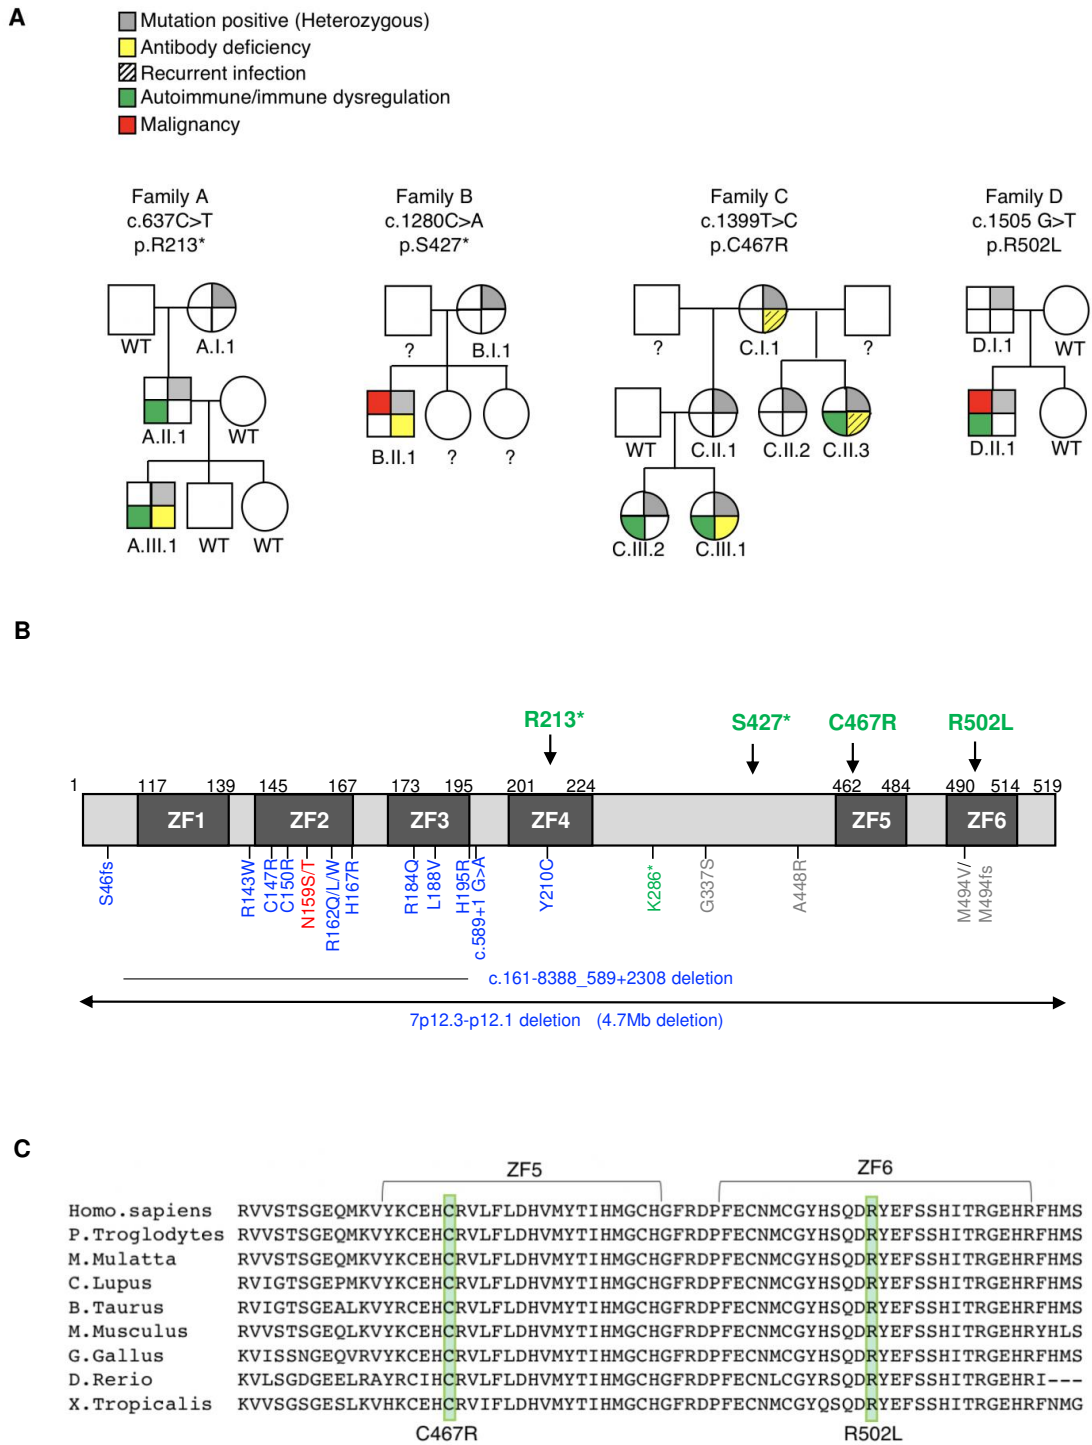 A
Mutation positive (Heterozygous)
Antibody deficiency
Recurrent infection
Autoimmune/immune dysregulation
Malignancy
Family A
c.637C>T
p.R213*
Family B
c.1280C>A
p.S427*
Family C
c.1399T>C
p.C467R
Family D
c.1505 G>T
p.R502L
WT A.I.1
A.II.1 WT
A.III.1 WT WT
? B.I.1
B.II.1 ? ?
? C.I.1 ?
WT C.II.1 C.II.2 C.II.3
C.III.2 C.III.1
D.I.1 WT
D.II.1 WT
B
R213* S427* C467R R502L
1 117 139 145 167 173 195 201 224 462 484 490 514 519
ZF1 ZF2 ZF3 ZF4 ZF5 ZF6
S46fs
R143W
C147R
C150R
N159S/T
R162Q/L/W
H167R
R184Q
L188V
H195R
c.589+1 G>A
Y210C
K286*
G337S
A448R
M494V/
M494fs
c.161-8388_589+2308 deletion
7p12.3-p12.1 deletion (4.7Mb deletion)
C
ZF5 ZF6
Homo.sapiens RVVSTSGEQMKVYKCEHCRVLFLDHVMYTIHMGCHGFRDPFECNMCGYHSQDRYEFSSHITRGEHRFHMS
P.Troglodytes RVVSTSGEQMKVYKCEHCRVLFLDHVMYTIHMGCHGFRDPFECNMCGYHSQDRYEFSSHITRGEHRFHMS
M.Mulatta RVVSTSGEQMKVYKCEHCRVLFLDHVMYTIHMGCHGFRDPFECNMCGYHSQDRYEFSSHITRGEHRFHMS
C.Lupus RVIGTSGEPMKVYKCEHCRVLFLDHVMYTIHMGCHGFRDPFECNMCGYHSQDRYEFSSHITRGEHRFHMS
B.Taurus RVIGTSGEALKVYRCEHCRVLFLDHVMYTIHMGCHGFRDPFECNMCGYHSQDRYEFSSHITRGEHRFHMS
M.Musculus RVVSTSGEQLKVYKCEHCRVLFLDHVMYTIHMGCHGFRDPFECNMCGYHSQDRYEFSSHITRGEHRYHLS
G.Gallus KVISSNGEQVRVYKCEHCRVLFLDHVMYTIHMGCHGFRDPFECNMCGYHSQDRYEFSSHITRGEHRFHMS
D.Rerio KVLSGDGEELRAYRCIHCRVLFLDHVMYTIHMGCHGFRDPFECNLCGYRSQDRYEFSSHITRGEHRI---
X.Tropicalis KVVSGSGESLKVHKCEHCRVIFLDHVMYTIHMGCHGFRDPFECNMCGYQSQDRYEFSSHITRGEHRFNMG
C467R R502L